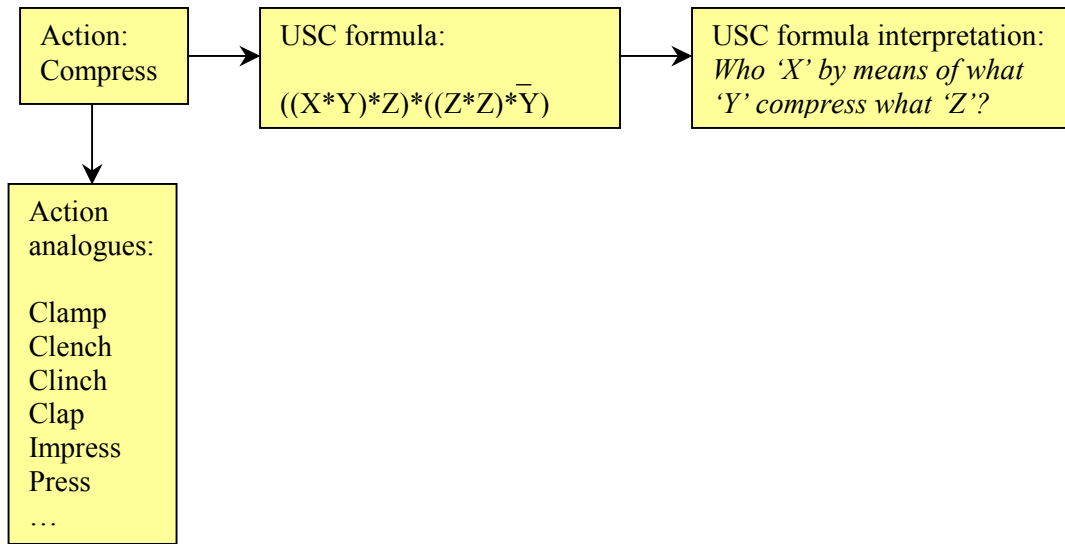 Action:
Compress
USC formula:
((X*Y)*Z)*((Z*Z)*Y̅)
USC formula interpretation:
Who ‘X’ by means of what
‘Y’ compress what ‘Z’?
Action
analogues:
Clamp
Clench
Clinch
Clap
Impress
Press
…